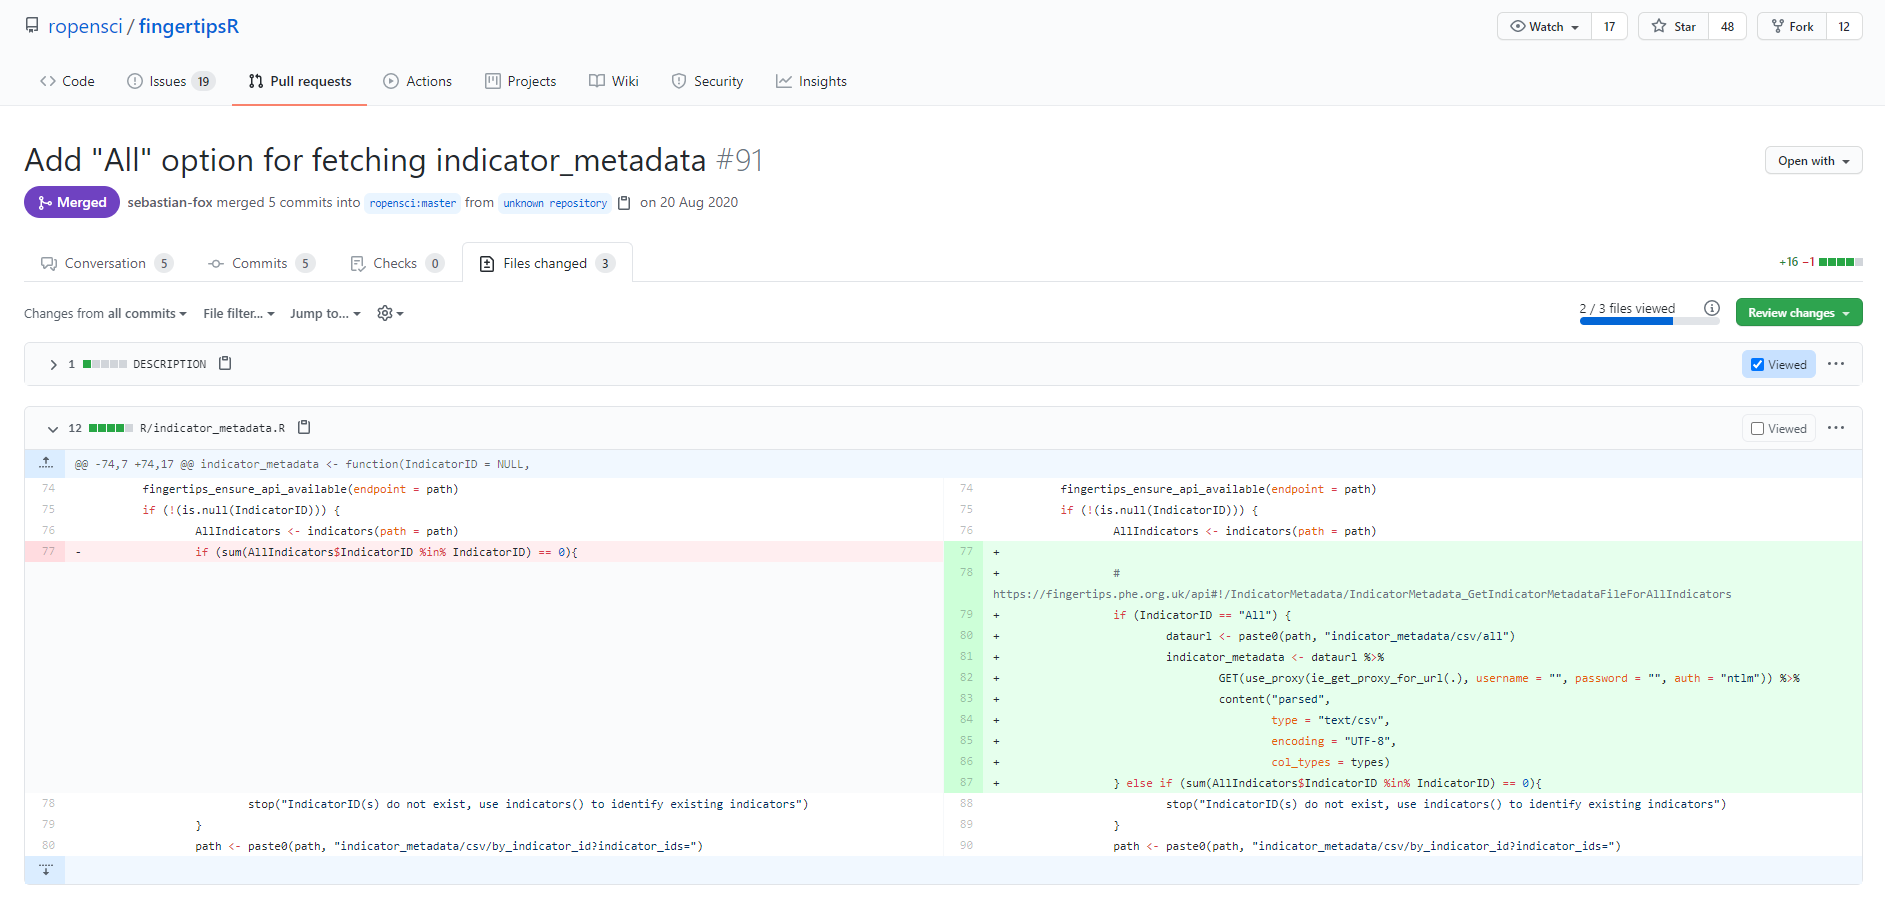 ropensci / fingertipsR
Watch 17 Star 48 Fork 12
Code Issues 19 Pull requests Actions Projects Wiki Security Insights
Add "All" option for fetching indicator_metadata #91
Open with
Merged sebastian-fox merged 5 commits into ropensci:master from unknown repository on 20 Aug 2020
Conversation 5 Commits 5 Checks 0 Files changed 3
+16 −1
Changes from all commits File filter... Jump to...
2 / 3 files viewed Review changes
1 DESCRIPTION Viewed
12 R/indicator_metadata.R Viewed
@@ -74,7 +74,17 @@ indicator_metadata <- function(IndicatorID = NULL,
74 fingertips_ensure_api_available(endpoint = path) 74 fingertips_ensure_api_available(endpoint = path)
75 if (!(is.null(IndicatorID))) { 75 if (!(is.null(IndicatorID))) {
76 AllIndicators <- indicators(path = path) 76 AllIndicators <- indicators(path = path)
77 - if (sum(AllIndicators$IndicatorID %in% IndicatorID) == 0){ 77 +
78 + #
https://fingertips.phe.org.uk/api#!/IndicatorMetadata/IndicatorMetadata_GetIndicatorMetadataFileForAllIndicators
79 + if (IndicatorID == "All") {
80 + dataurl <- paste0(path, "indicator_metadata/csv/all")
81 + indicator_metadata <- dataurl %>%
82 + GET(use_proxy(ie_get_proxy_for_url(.), username = "", password = "", auth = "ntlm")) %>%
83 + content("parsed",
84 + type = "text/csv",
85 + encoding = "UTF-8",
86 + col_types = types)
87 + } else if (sum(AllIndicators$IndicatorID %in% IndicatorID) == 0){
78 stop("IndicatorID(s) do not exist, use indicators() to identify existing indicators") 88 stop("IndicatorID(s) do not exist, use indicators() to identify existing indicators")
79 } 89 }
80 path <- paste0(path, "indicator_metadata/csv/by_indicator_id?indicator_ids=") 90 path <- paste0(path, "indicator_metadata/csv/by_indicator_id?indicator_ids=")